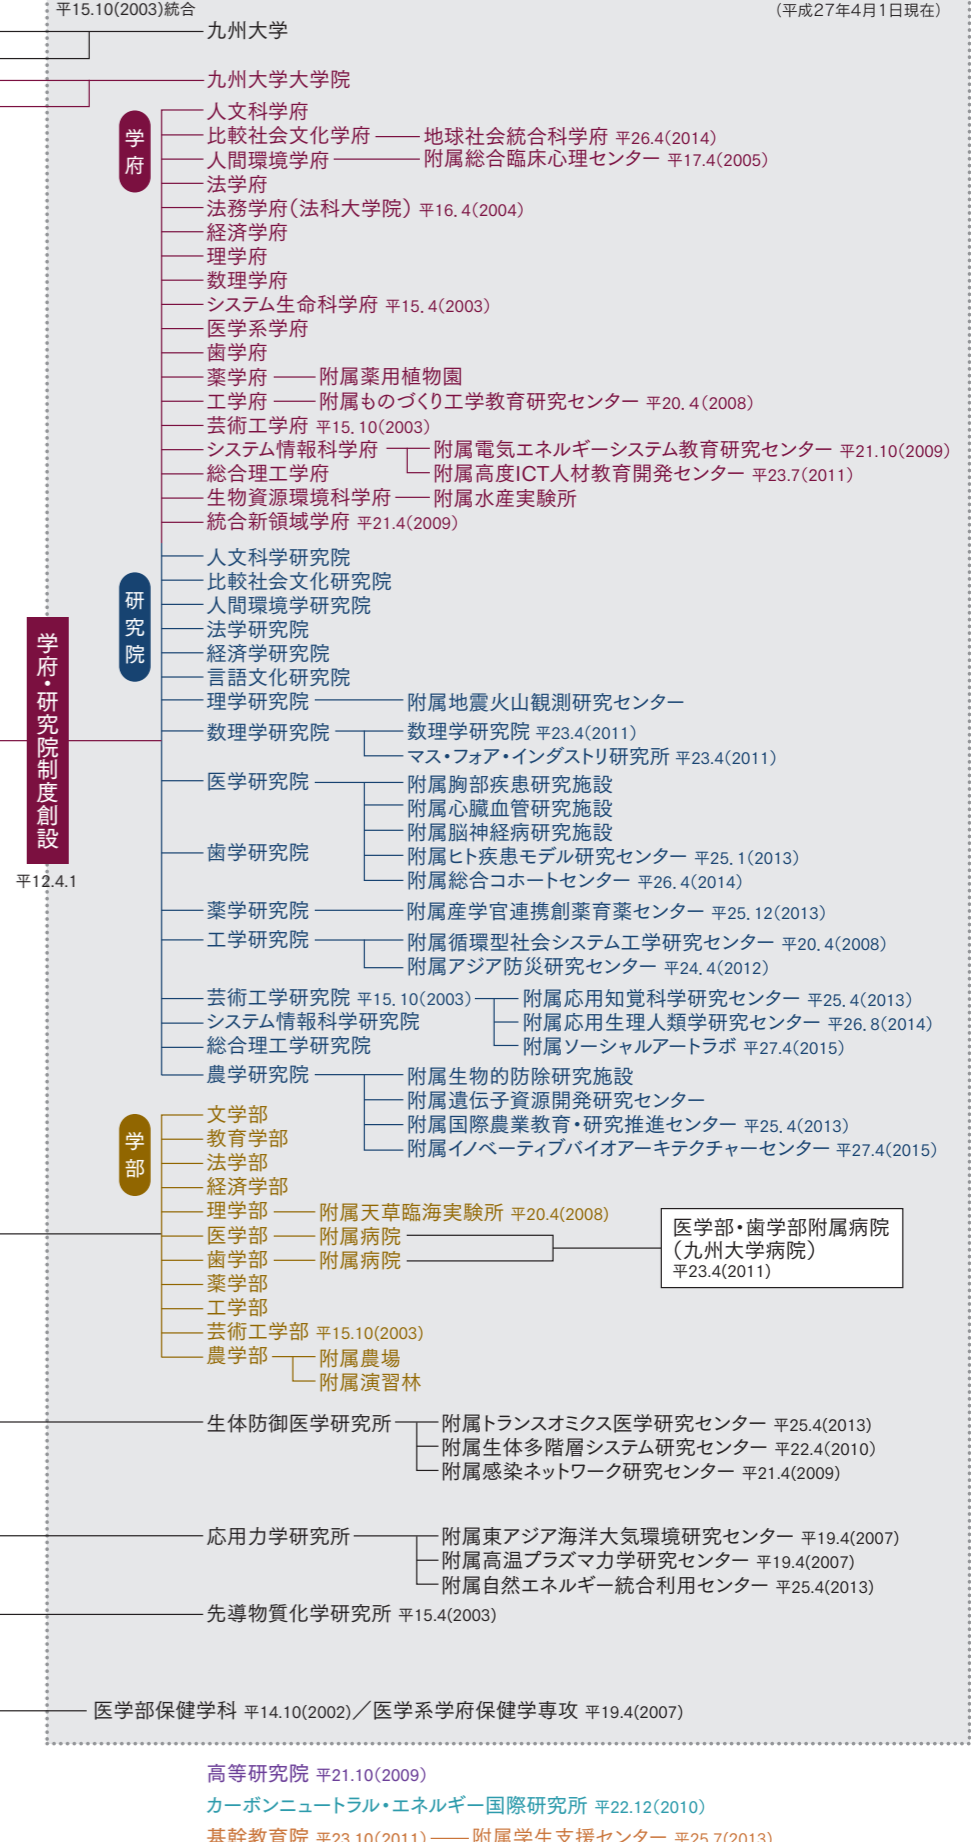 平15.10(2003)統合
(平成27年4月1日現在)
九州大学
九州大学大学院
学府
人文科学府
比較社会文化学府 地球社会統合科学府 平26.4(2014)
人間環境学府 附属総合臨床心理センター 平17.4(2005)
法学府
法務学府(法科大学院) 平16.4(2004)
経済学府
理学府
数理学府
システム生命科学府 平15.4(2003)
医学系学府
歯学府
薬学府 附属薬用植物園
工学府 附属ものづくり工学教育研究センター 平20.4(2008)
芸術工学府 平15.10(2003)
システム情報科学府 附属電気エネルギーシステム教育研究センター 平21.10(2009)
総合理工学府 附属高度ICT人材教育開発センター 平23.7(2011)
生物資源環境科学府 附属水産実験所
統合新領域学府 平21.4(2009)
学府・研究院制度創設
平12.4.1
研究院
人文科学研究院
比較社会文化研究院
人間環境学研究院
法学研究院
経済学研究院
言語文化研究院
理学研究院 附属地震火山観測研究センター
数理学研究院 数理学研究院 平23.4(2011)
マス・フォア・インダストリ研究所 平23.4(2011)
医学研究院 附属胸部疾患研究施設
附属心臓血管研究施設
附属脳神経病研究施設
歯学研究院 附属ヒト疾患モデル研究センター 平25.1(2013)
附属総合コホートセンター 平26.4(2014)
薬学研究院 附属産学官連携創薬育薬センター 平25.12(2013)
工学研究院 附属循環型社会システム工学研究センター 平20.4(2008)
附属アジア防災研究センター 平24.4(2012)
芸術工学研究院 平15.10(2003) 附属応用知覚科学研究センター 平25.4(2013)
システム情報科学研究院 附属応用生理人類学研究センター 平26.8(2014)
総合理工学研究院 附属ソーシャルアートラボ 平27.4(2015)
農学研究院 附属生物的防除研究施設
附属遺伝子資源開発研究センター
附属国際農業教育・研究推進センター 平25.4(2013)
附属イノベーティブバイオアーキテクチャーセンター 平27.4(2015)
学部
文学部
教育学部
法学部
経済学部
理学部 附属天草臨海実験所 平20.4(2008)
医学部 附属病院
歯学部 附属病院
医学部・歯学部附属病院
(九州大学病院)
平23.4(2011)
薬学部
工学部
芸術工学部 平15.10(2003)
農学部 附属農場
附属演習林
生体防御医学研究所 附属トランスオミクス医学研究センター 平25.4(2013)
附属生体多階層システム研究センター 平22.4(2010)
附属感染ネットワーク研究センター 平21.4(2009)
応用力学研究所 附属東アジア海洋大気環境研究センター 平19.4(2007)
附属高温プラズマ力学研究センター 平19.4(2007)
附属自然エネルギー統合利用センター 平25.4(2013)
先導物質化学研究所 平15.4(2003)
医学部保健学科 平14.10(2002)／医学系学府保健学専攻 平19.4(2007)
高等研究院 平21.10(2009)
カーボンニュートラル・エネルギー国際研究所 平22.12(2010)
基幹教育院 平23.10(2011) 附属学生支援センター 平25.7(2013)